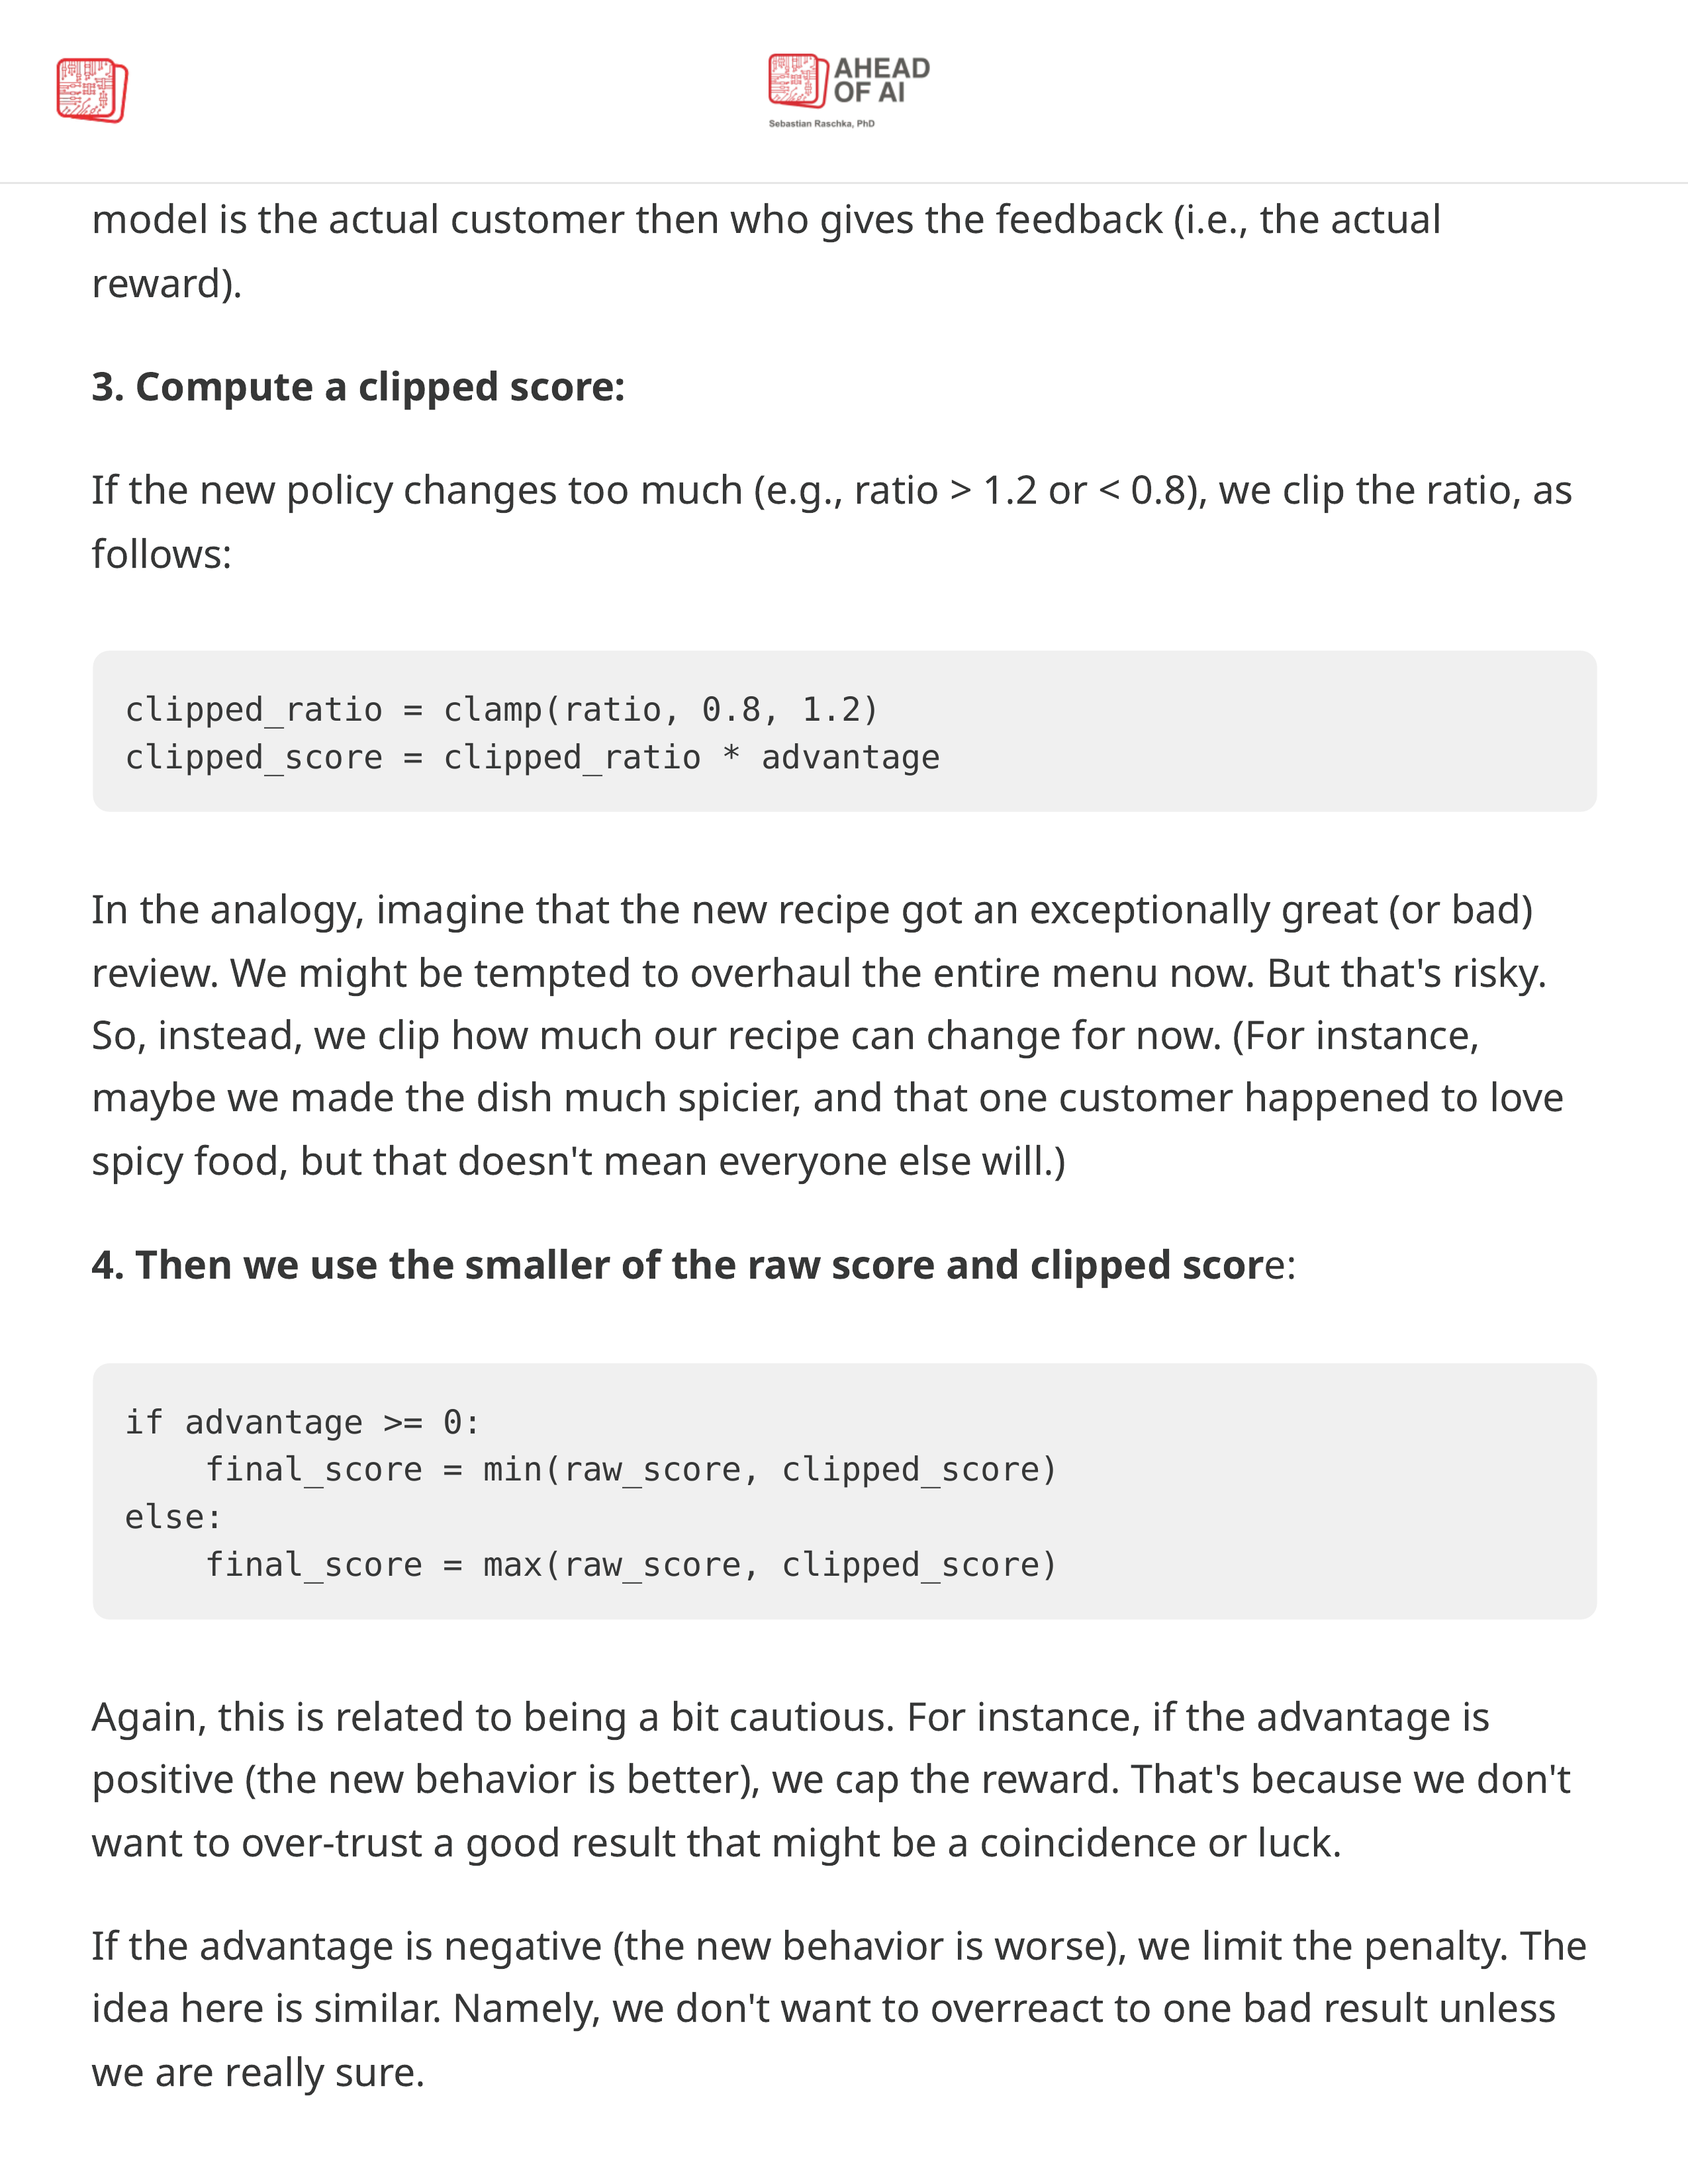 AHEAD
OF AI
Sebastian Raschka, PhD
model is the actual customer then who gives the feedback (i.e., the actual
reward).
3. Compute a clipped score:
If the new policy changes too much (e.g., ratio > 1.2 or < 0.8), we clip the ratio, as
follows:
clipped_ratio = clamp(ratio, 0.8, 1.2)
clipped_score = clipped_ratio * advantage
In the analogy, imagine that the new recipe got an exceptionally great (or bad)
review. We might be tempted to overhaul the entire menu now. But that's risky.
So, instead, we clip how much our recipe can change for now. (For instance,
maybe we made the dish much spicier, and that one customer happened to love
spicy food, but that doesn't mean everyone else will.)
4. Then we use the smaller of the raw score and clipped score:
if advantage >= 0:
    final_score = min(raw_score, clipped_score)
else:
    final_score = max(raw_score, clipped_score)
Again, this is related to being a bit cautious. For instance, if the advantage is
positive (the new behavior is better), we cap the reward. That's because we don't
want to over-trust a good result that might be a coincidence or luck.
If the advantage is negative (the new behavior is worse), we limit the penalty. The
idea here is similar. Namely, we don't want to overreact to one bad result unless
we are really sure.